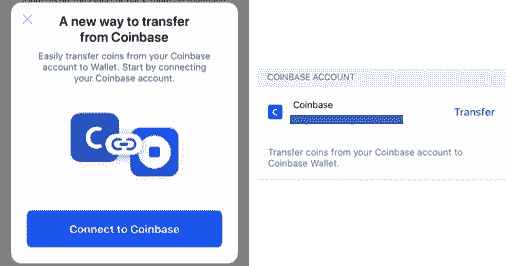 A new way to transfer
from Coinbase
Easily transfer coins from your Coinbase
account to Wallet. Start by connecting
your Coinbase account.
C
Connect to Coinbase
COINBASE ACCOUNT
C
Coinbase
Transfer
Transfer coins from your Coinbase account to
Coinbase Wallet.